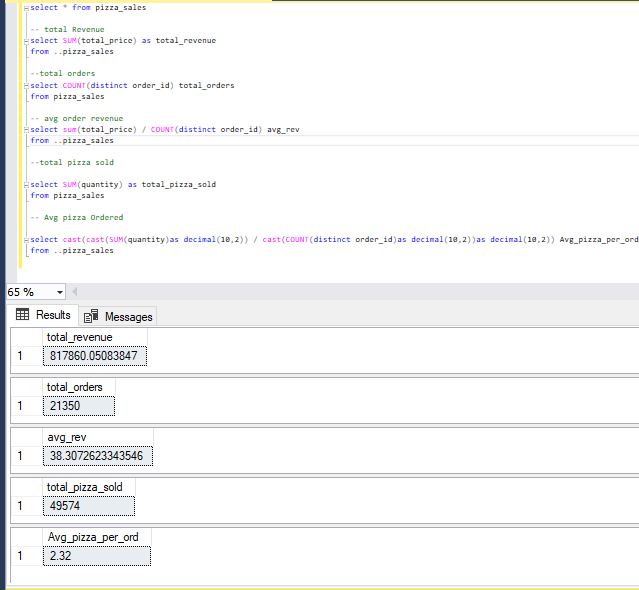 select * from pizza_sales
-- total Revenue
select SUM(total_price) as total_revenue
from ..pizza_sales
--total orders
select COUNT(distinct order_id) total_orders
from pizza_sales
-- avg order revenue
select sum(total_price) / COUNT(distinct order_id) avg_rev
from ..pizza_sales
--total pizza sold
select SUM(quantity) as total_pizza_sold
from pizza_sales
-- Avg pizza Ordered
select cast(cast(SUM(quantity)as decimal(10,2)) / cast(COUNT(distinct order_id)as decimal(10,2))as decimal(10,2)) Avg_pizza_per_ord
from ..pizza_sales
65 %
Results Messages
total_revenue
1 817860.05083847
total_orders
1 21350
avg_rev
1 38.3072623343546
total_pizza_sold
1 49574
Avg_pizza_per_ord
1 2.32